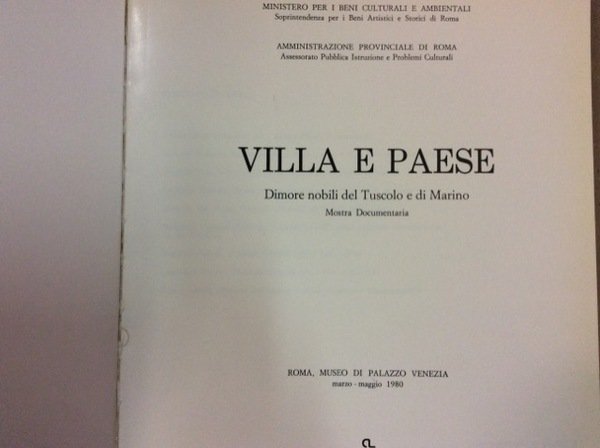 MINISTERO PER I BENI CULTURALI E AMBIENTALI
Soprintendenza per i Beni Artistici e Storici di Roma
AMMINISTRAZIONE PROVINCIALE DI ROMA
Assessorato Pubblica Istruzione e Problemi Culturali
VILLA E PAESE
Dimore nobili del Tuscolo e di Marino
Mostra Documentaria
ROMA, MUSEO DI PALAZZO VENEZIA
marzo - maggio 1980